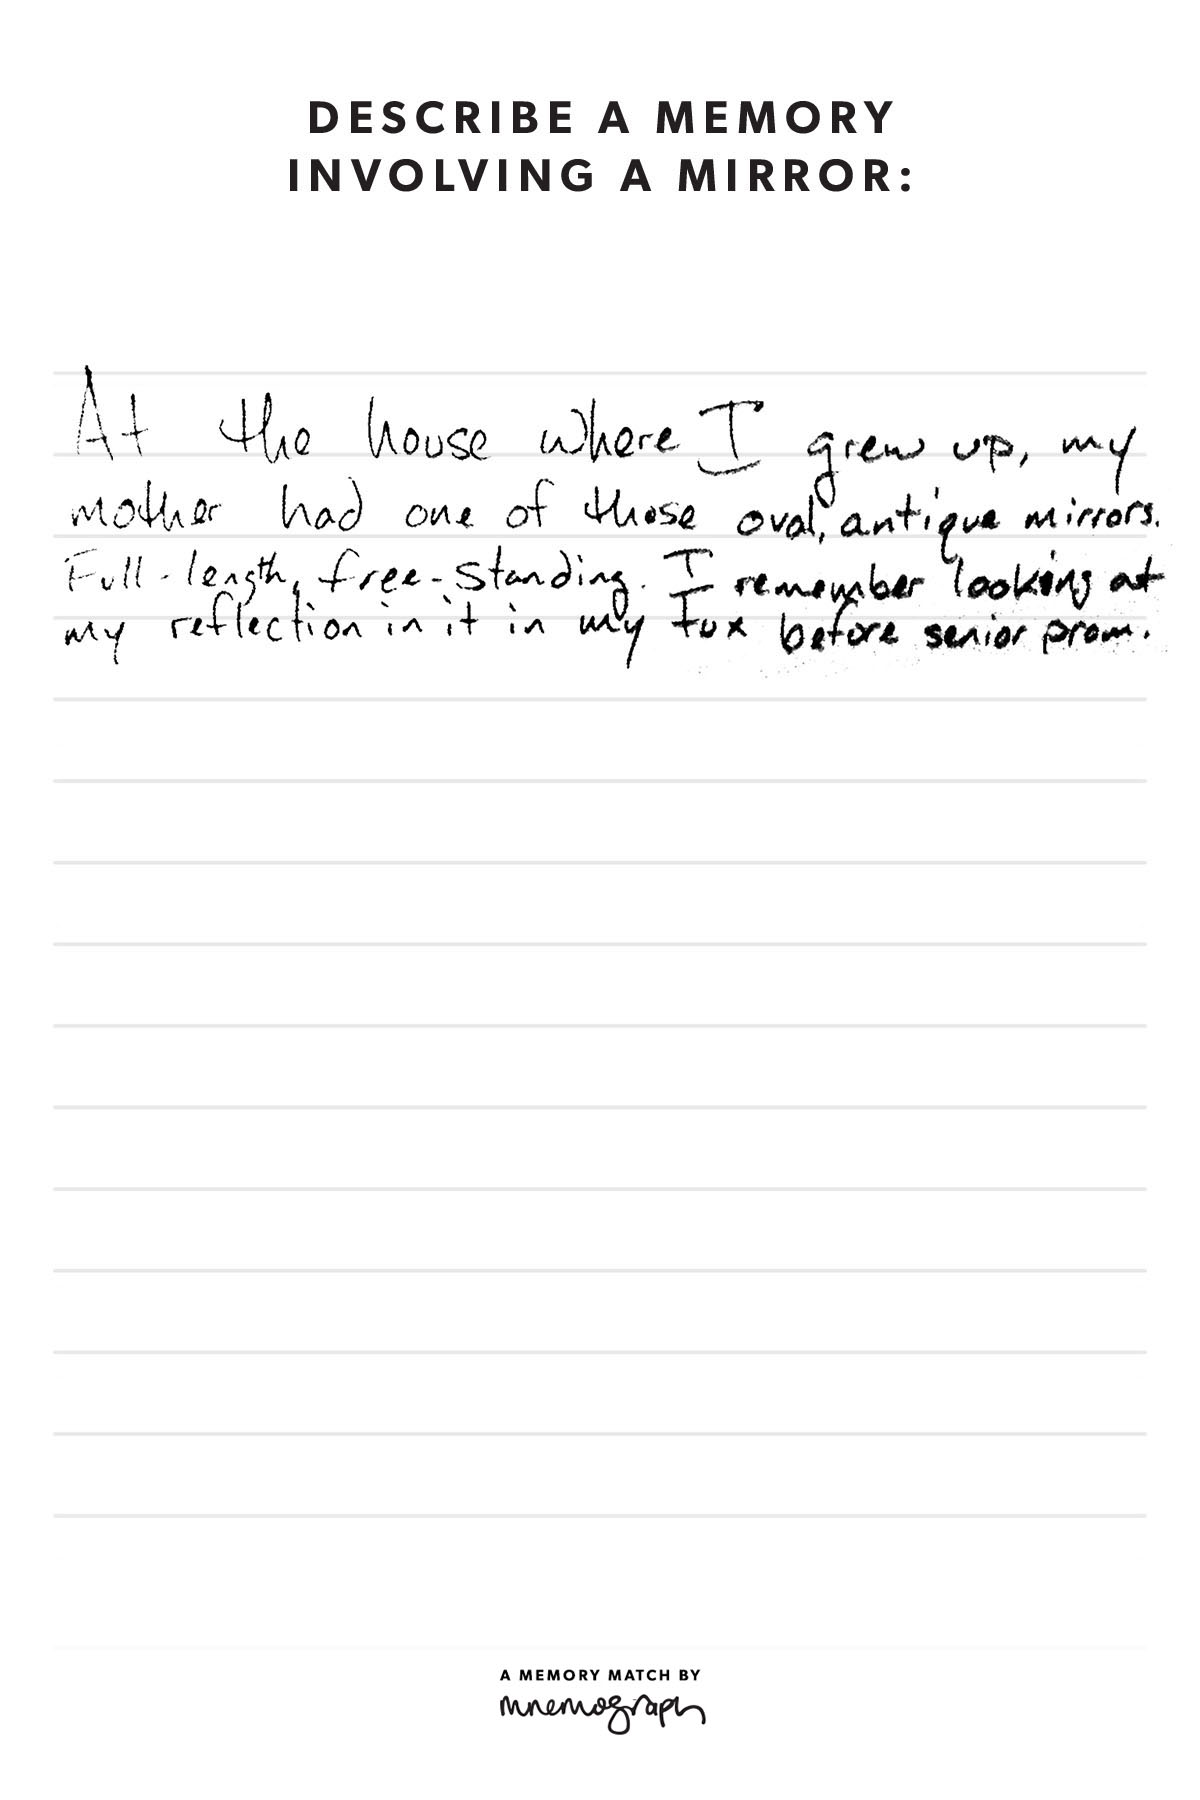 DESCRIBE A MEMORY
INVOLVING A MIRROR:
At the house where I grew up, my
mother had one of those oval, antique mirrors.
Full-length, free-standing. I remember looking at
my reflection in it in my tux before senior prom.
A MEMORY MATCH BY
mnemograph